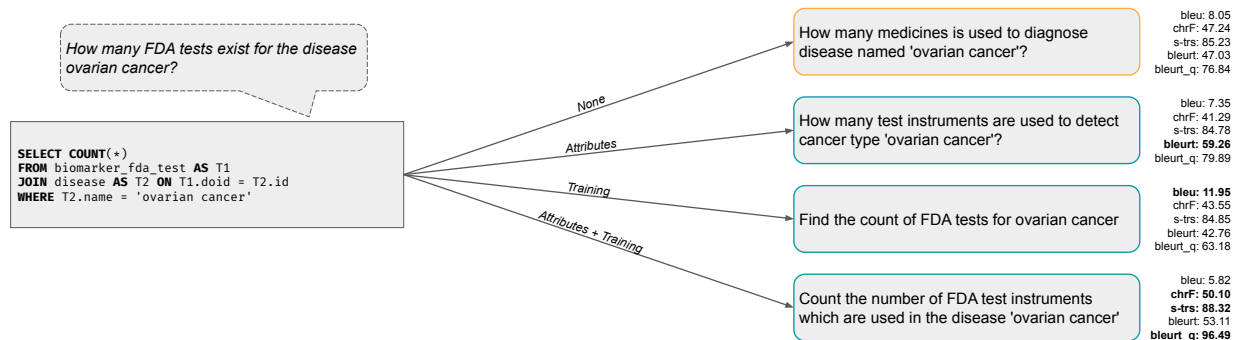 How many FDA tests exist for the disease
ovarian cancer?
SELECT COUNT(*)
FROM biomarker_fda_test AS T1
JOIN disease AS T2 ON T1.doid = T2.id
WHERE T2.name = 'ovarian cancer'
None
Attributes
Training
Attributes + Training
How many medicines is used to diagnose
disease named 'ovarian cancer'?
bleu: 8.05
chrF: 47.24
s-trs: 85.23
bleurt: 47.03
bleurt_q: 76.84
How many test instruments are used to detect
cancer type 'ovarian cancer'?
bleu: 7.35
chrF: 41.29
s-trs: 84.78
bleurt: 59.26
bleurt_q: 79.89
Find the count of FDA tests for ovarian cancer
bleu: 11.95
chrF: 43.55
s-trs: 84.85
bleurt: 42.76
bleurt_q: 63.18
Count the number of FDA test instruments
which are used in the disease 'ovarian cancer'
bleu: 5.82
chrF: 50.10
s-trs: 88.32
bleurt: 53.11
bleurt_q: 96.49